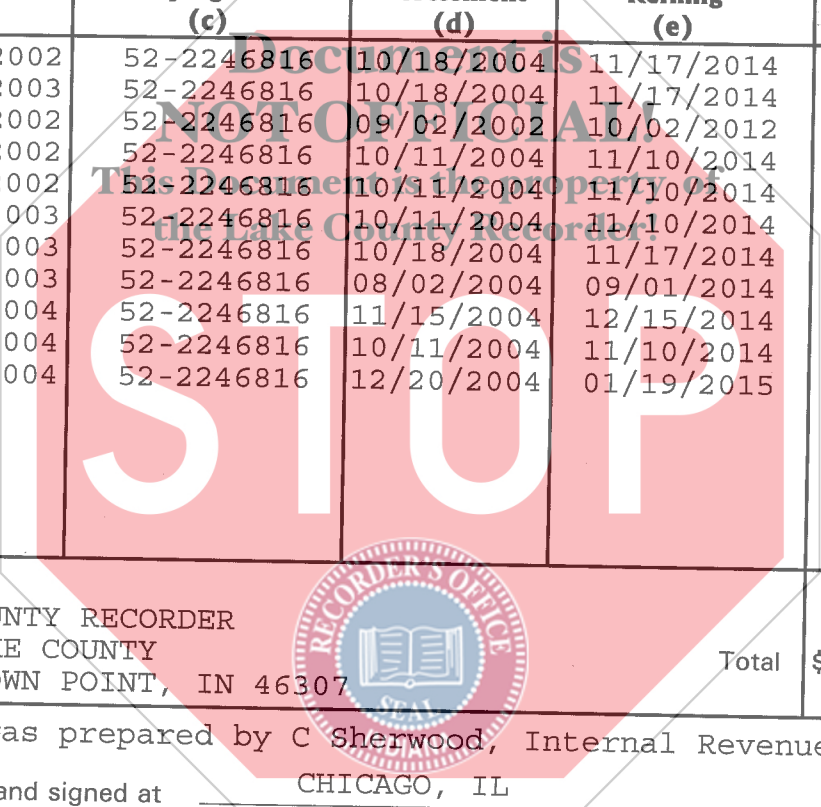 (c) (d) (e)
2002 52-2246816 10/18/2004 11/17/2014
2003 52-2246816 10/18/2004 11/17/2014
2002 52-2246816 09/02/2002 10/02/2012
2002 52-2246816 10/11/2004 11/10/2014
2002 52-2246816 10/11/2004 11/10/2014
003 52-2246816 10/11/2004 11/10/2014
003 52-2246816 10/18/2004 11/17/2014
003 52-2246816 08/02/2004 09/01/2014
004 52-2246816 11/15/2004 12/15/2014
004 52-2246816 10/11/2004 11/10/2014
004 52-2246816 12/20/2004 01/19/2015
Document is
NOT OFFICIAL!
This Document is the property of
the Lake County Recorder!
STOP
RECORDER'S OFFICE
SEAL
INDIANA
UNTY RECORDER
KE COUNTY
OWN POINT, IN 46307
Total $
as prepared by C Sherwood, Internal Revenue
and signed at CHICAGO, IL